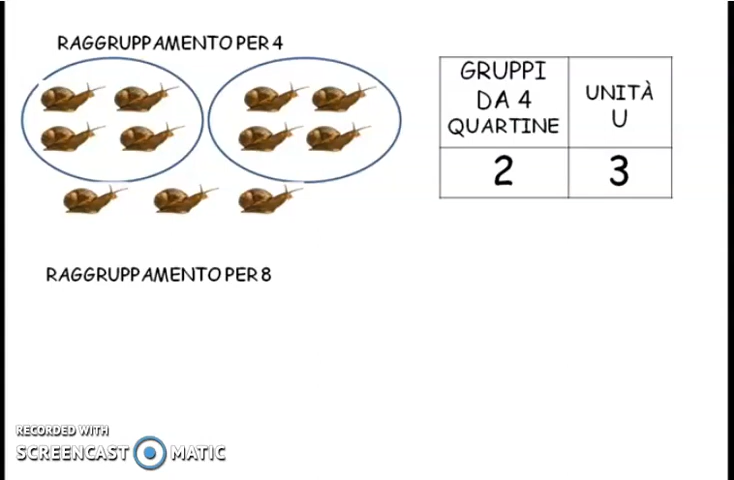 RAGGRUPPAMENTO PER 4
GRUPPI
DA 4
QUARTINE
UNITÀ
U
2
3
RAGGRUPPAMENTO PER 8
RECORDED WITH
SCREENCAST MATIC